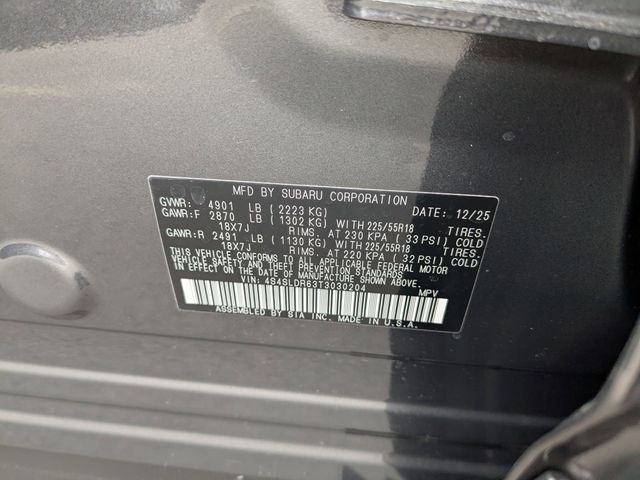 MFD BY SUBARU CORPORATION
GVWR: 4901 LB ( 2223 KG) DATE: 12/25
GAWR:F 2870 LB ( 1302 KG) WITH 225/55R18 TIRES.
18X7J RIMS. AT 230 KPA ( 33 PSI) COLD
GAWR:R 2491 LB ( 1130 KG) WITH 225/55R18 TIRES.
18X7J RIMS. AT 220 KPA ( 32 PSI) COLD
THIS VEHICLE CONFORMS TO ALL APPLICABLE FEDERAL MOTOR
VEHICLE SAFETY AND THEFT PREVENTION STANDARDS
IN EFFECT ON THE DATE OF MANUFACTURE SHOWN ABOVE.
VIN: 4S4SLDR63T3030204 MPV
ASSEMBLED BY SIA INC. MADE IN U.S.A.